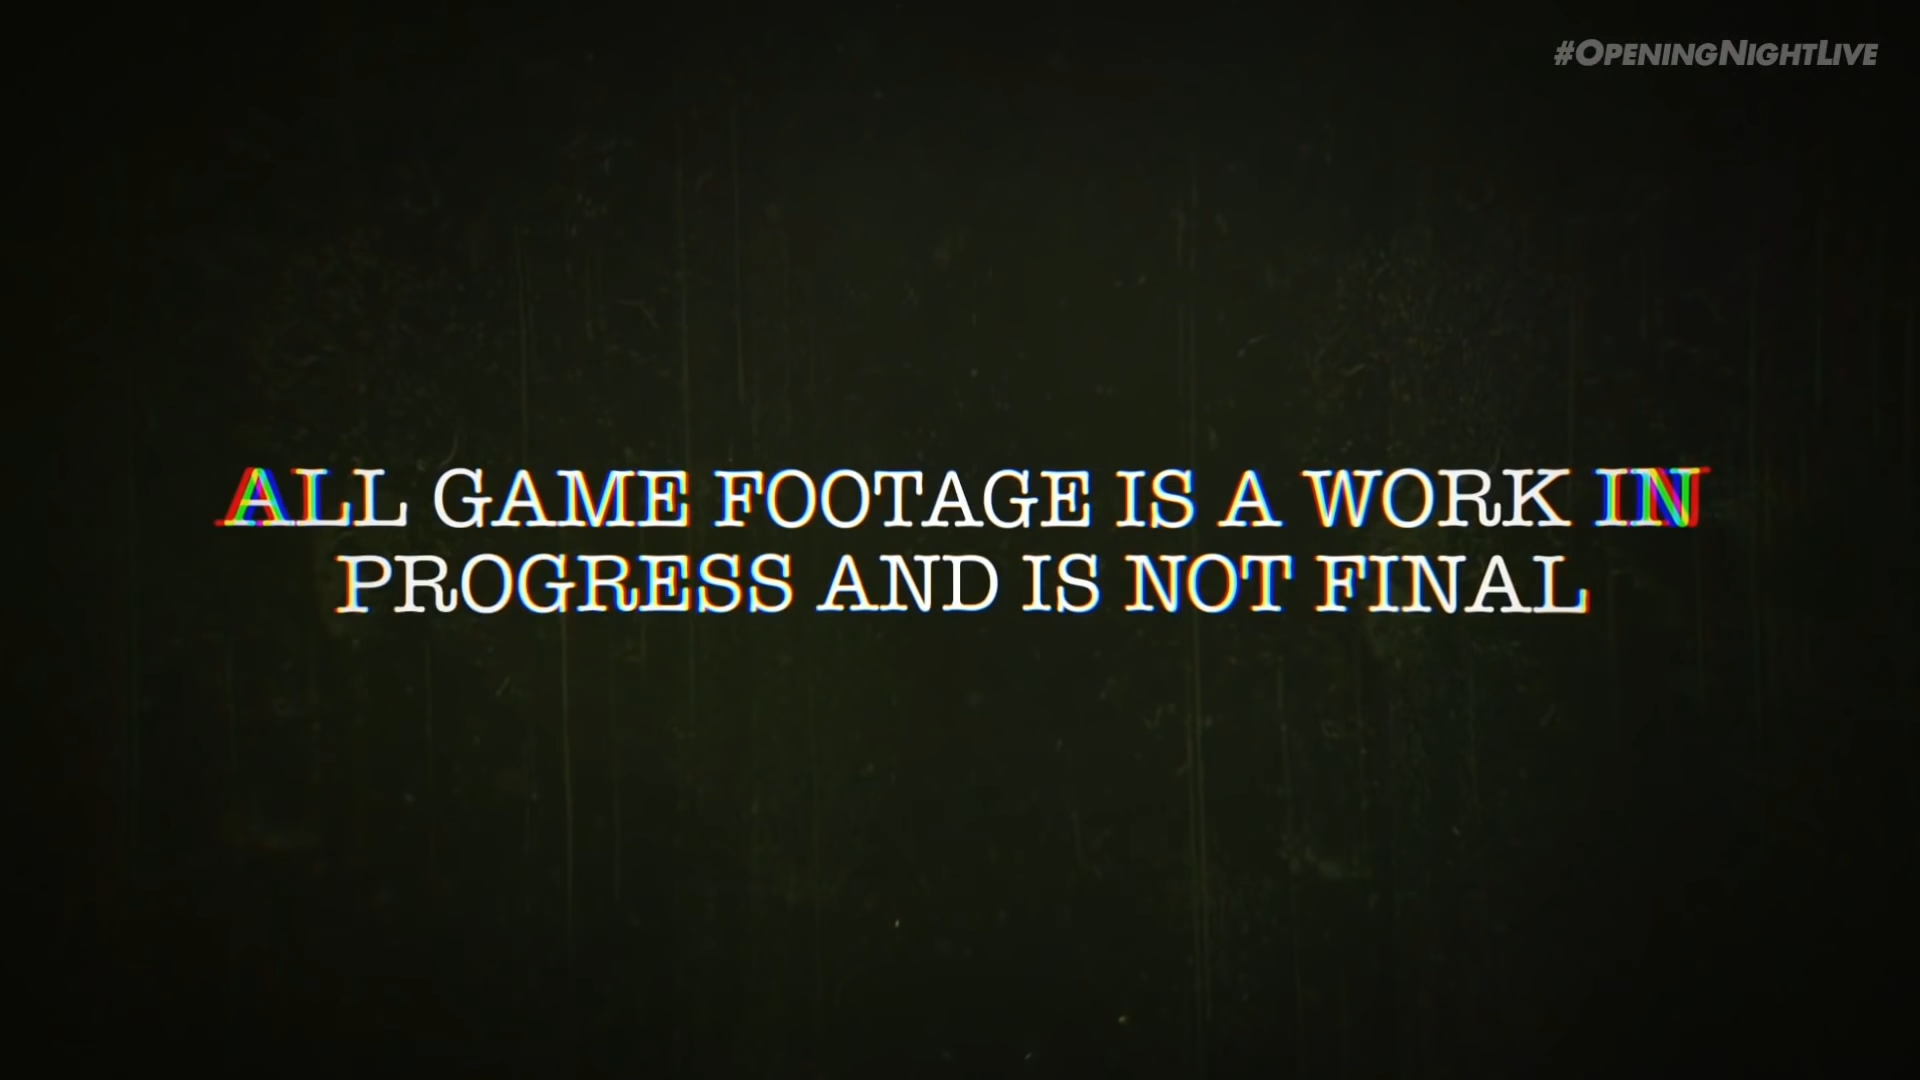 #OPENINGNIGHTLIVE
ALL GAME FOOTAGE IS A WORK IN
PROGRESS AND IS NOT FINAL